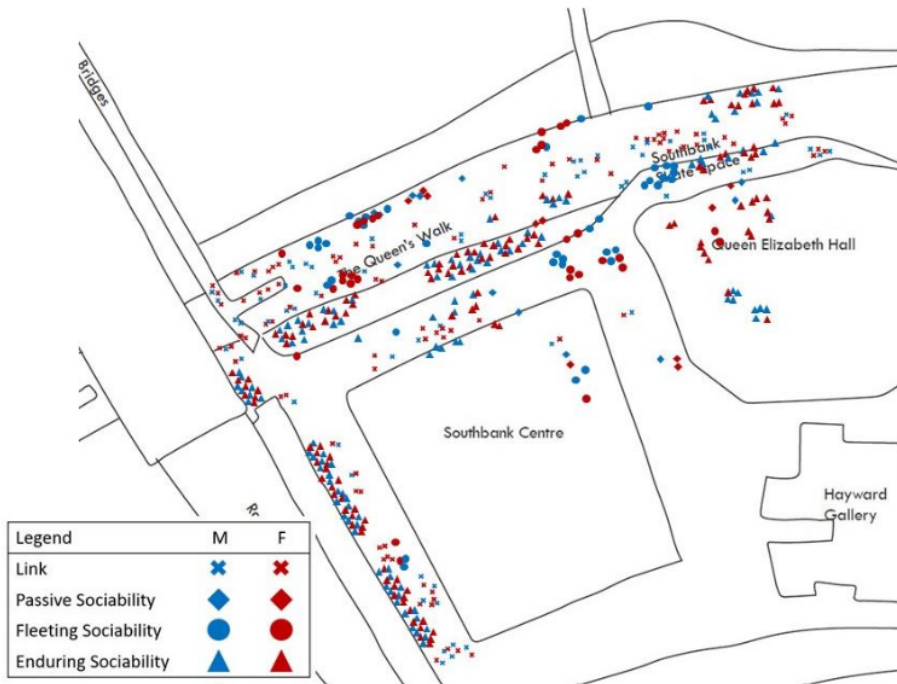 Bridges
Southbank
Skate Space
The Queen's Walk
Queen Elizabeth Hall
Southbank Centre
Hayward
Gallery
Legend M F
Link
Passive Sociability
Fleeting Sociability
Enduring Sociability